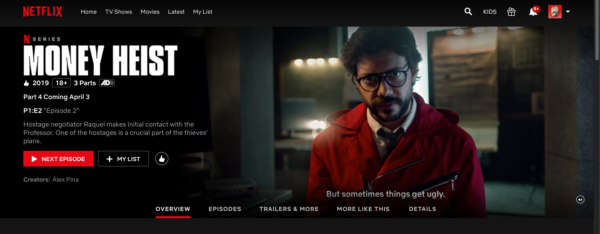 NETFLIX
Home TV Shows Movies Latest My List
KIDS
9+
N SERIES
MONEY HEIST
2019 18+ 3 Parts AD
Part 4 Coming April 3
P1:E2 "Episode 2"
Hostage negotiator Raquel makes initial contact with the
Professor. One of the hostages is a crucial part of the thieves'
plans.
NEXT EPISODE + MY LIST
Creators: Álex Pina
But sometimes things get ugly.
OVERVIEW EPISODES TRAILERS & MORE MORE LIKE THIS DETAILS